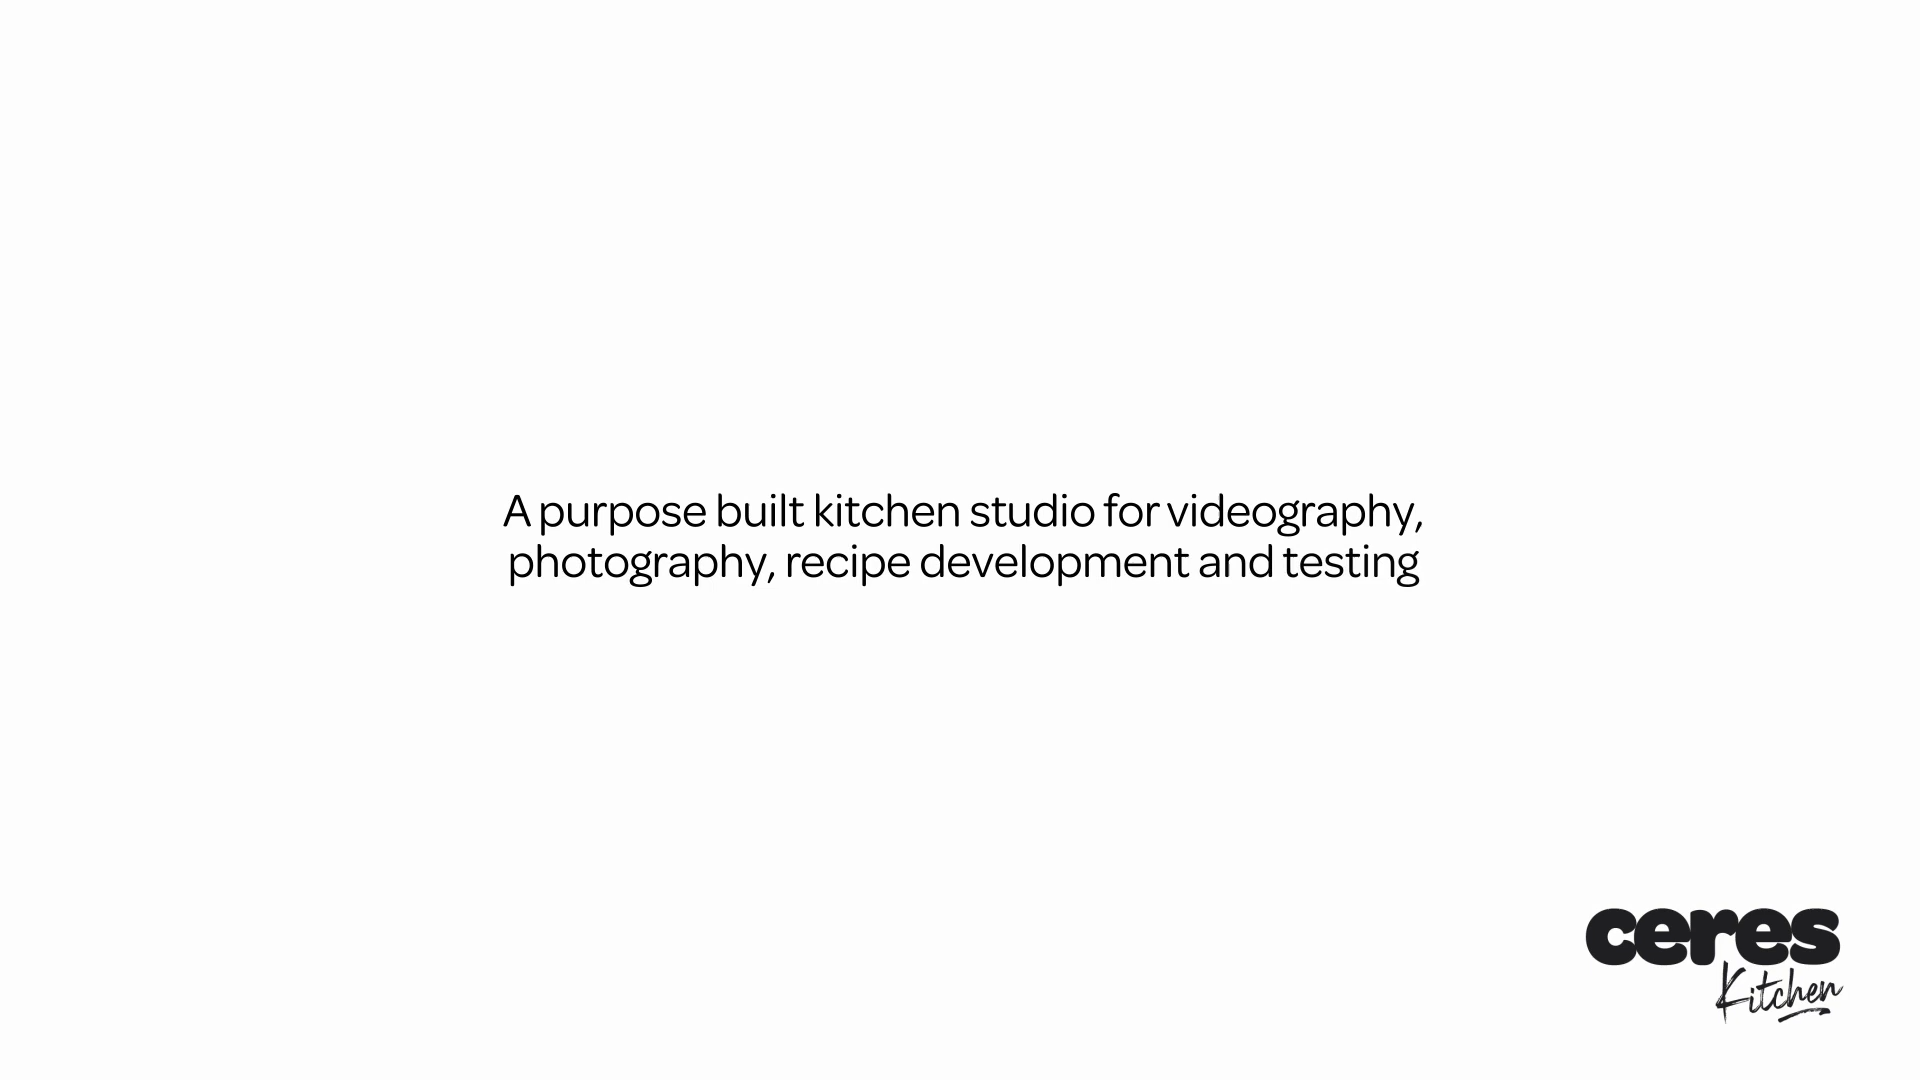 A purpose built kitchen studio for videography,
photography, recipe development and testing
ceres
Kitchen